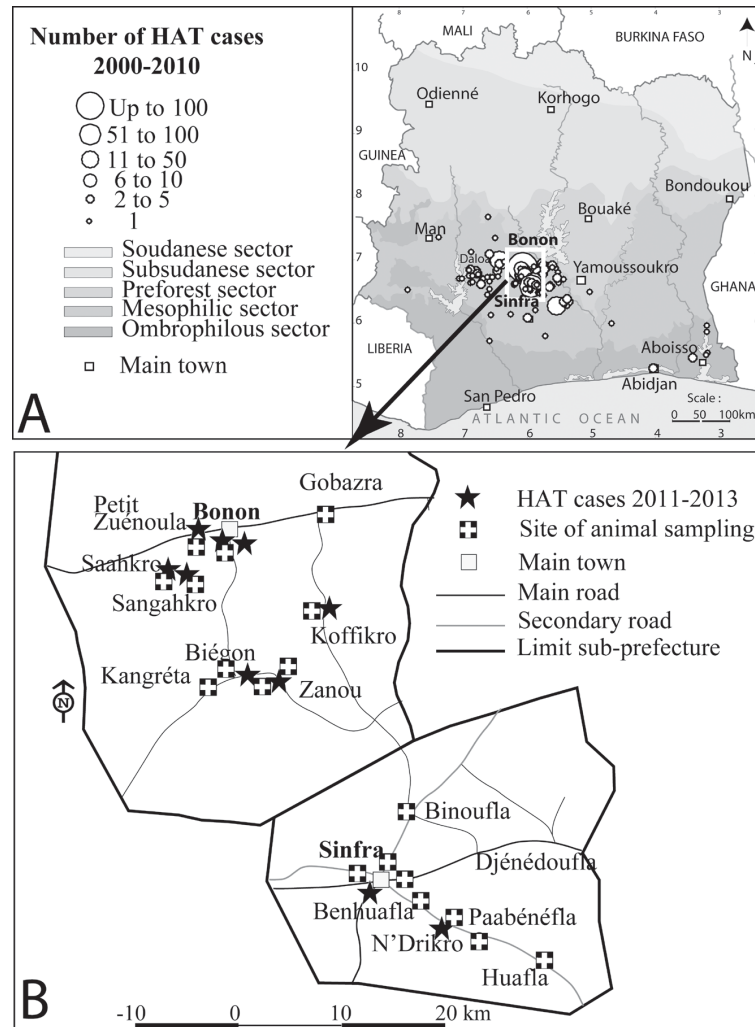 Number of HAT cases
2000-2010
Up to 100
51 to 100
11 to 50
6 to 10
2 to 5
1
Soudanese sector
Subsudanese sector
Preforest sector
Mesophilic sector
Ombrophilous sector
Main town
A
8
7
5
4
3
MALI
BURKINA FASO
N
10
Odienné
Korhogo
9
GUINEA
8
Bondoukou
Bouaké
Man
Bonon
7
Daloa
Yamoussoukro
GHANA
Sinfra
6
LIBERIA
Aboisso
5
Abidjan
San Pedro
Scale :
0 50 100km
ATLANTIC OCEAN
8 7 6 5 4 3
Gobazra
Petit
Zuénoula
Bonon
Saahkro
Sangahkro
Koffikro
Biégon
Kangréta
Zanou
N
HAT cases 2011-2013
Site of animal sampling
Main town
Main road
Secondary road
Limit sub-prefecture
Binoufla
Sinfra
Djénédoufla
Benhuafla
Paabénéfla
N'Drikro
Huafla
B
-10 0 10 20 km